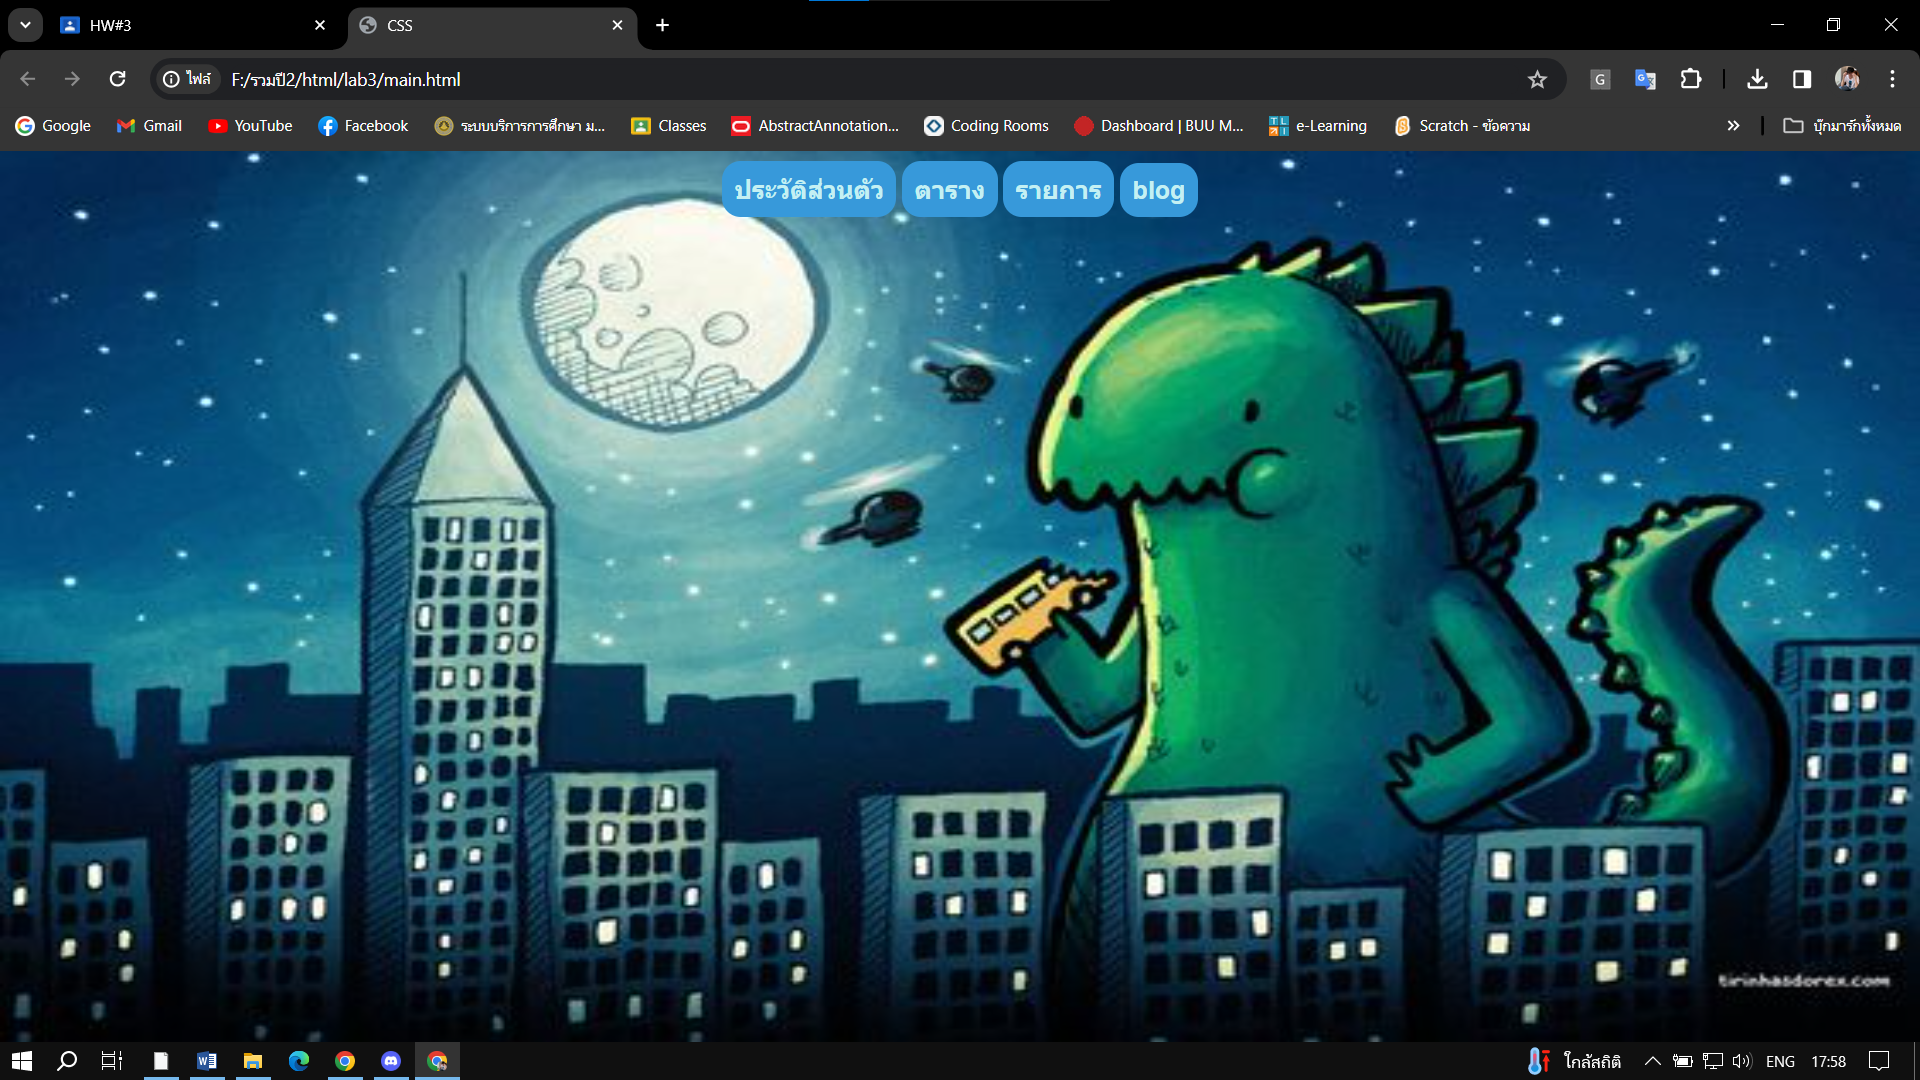 HW#3
CSS
ไฟล์ F:/รวมปี2/html/lab3/main.html
Google Gmail YouTube Facebook ระบบบริการการศึกษา ม... Classes AbstractAnnotation... Coding Rooms Dashboard | BUU M... e-Learning Scratch - ข้อความ บุ๊กมาร์กทั้งหมด
ประวัติส่วนตัว ตาราง รายการ blog
tirinhasdorex.com
ใกล้สถิติ ENG 17:58